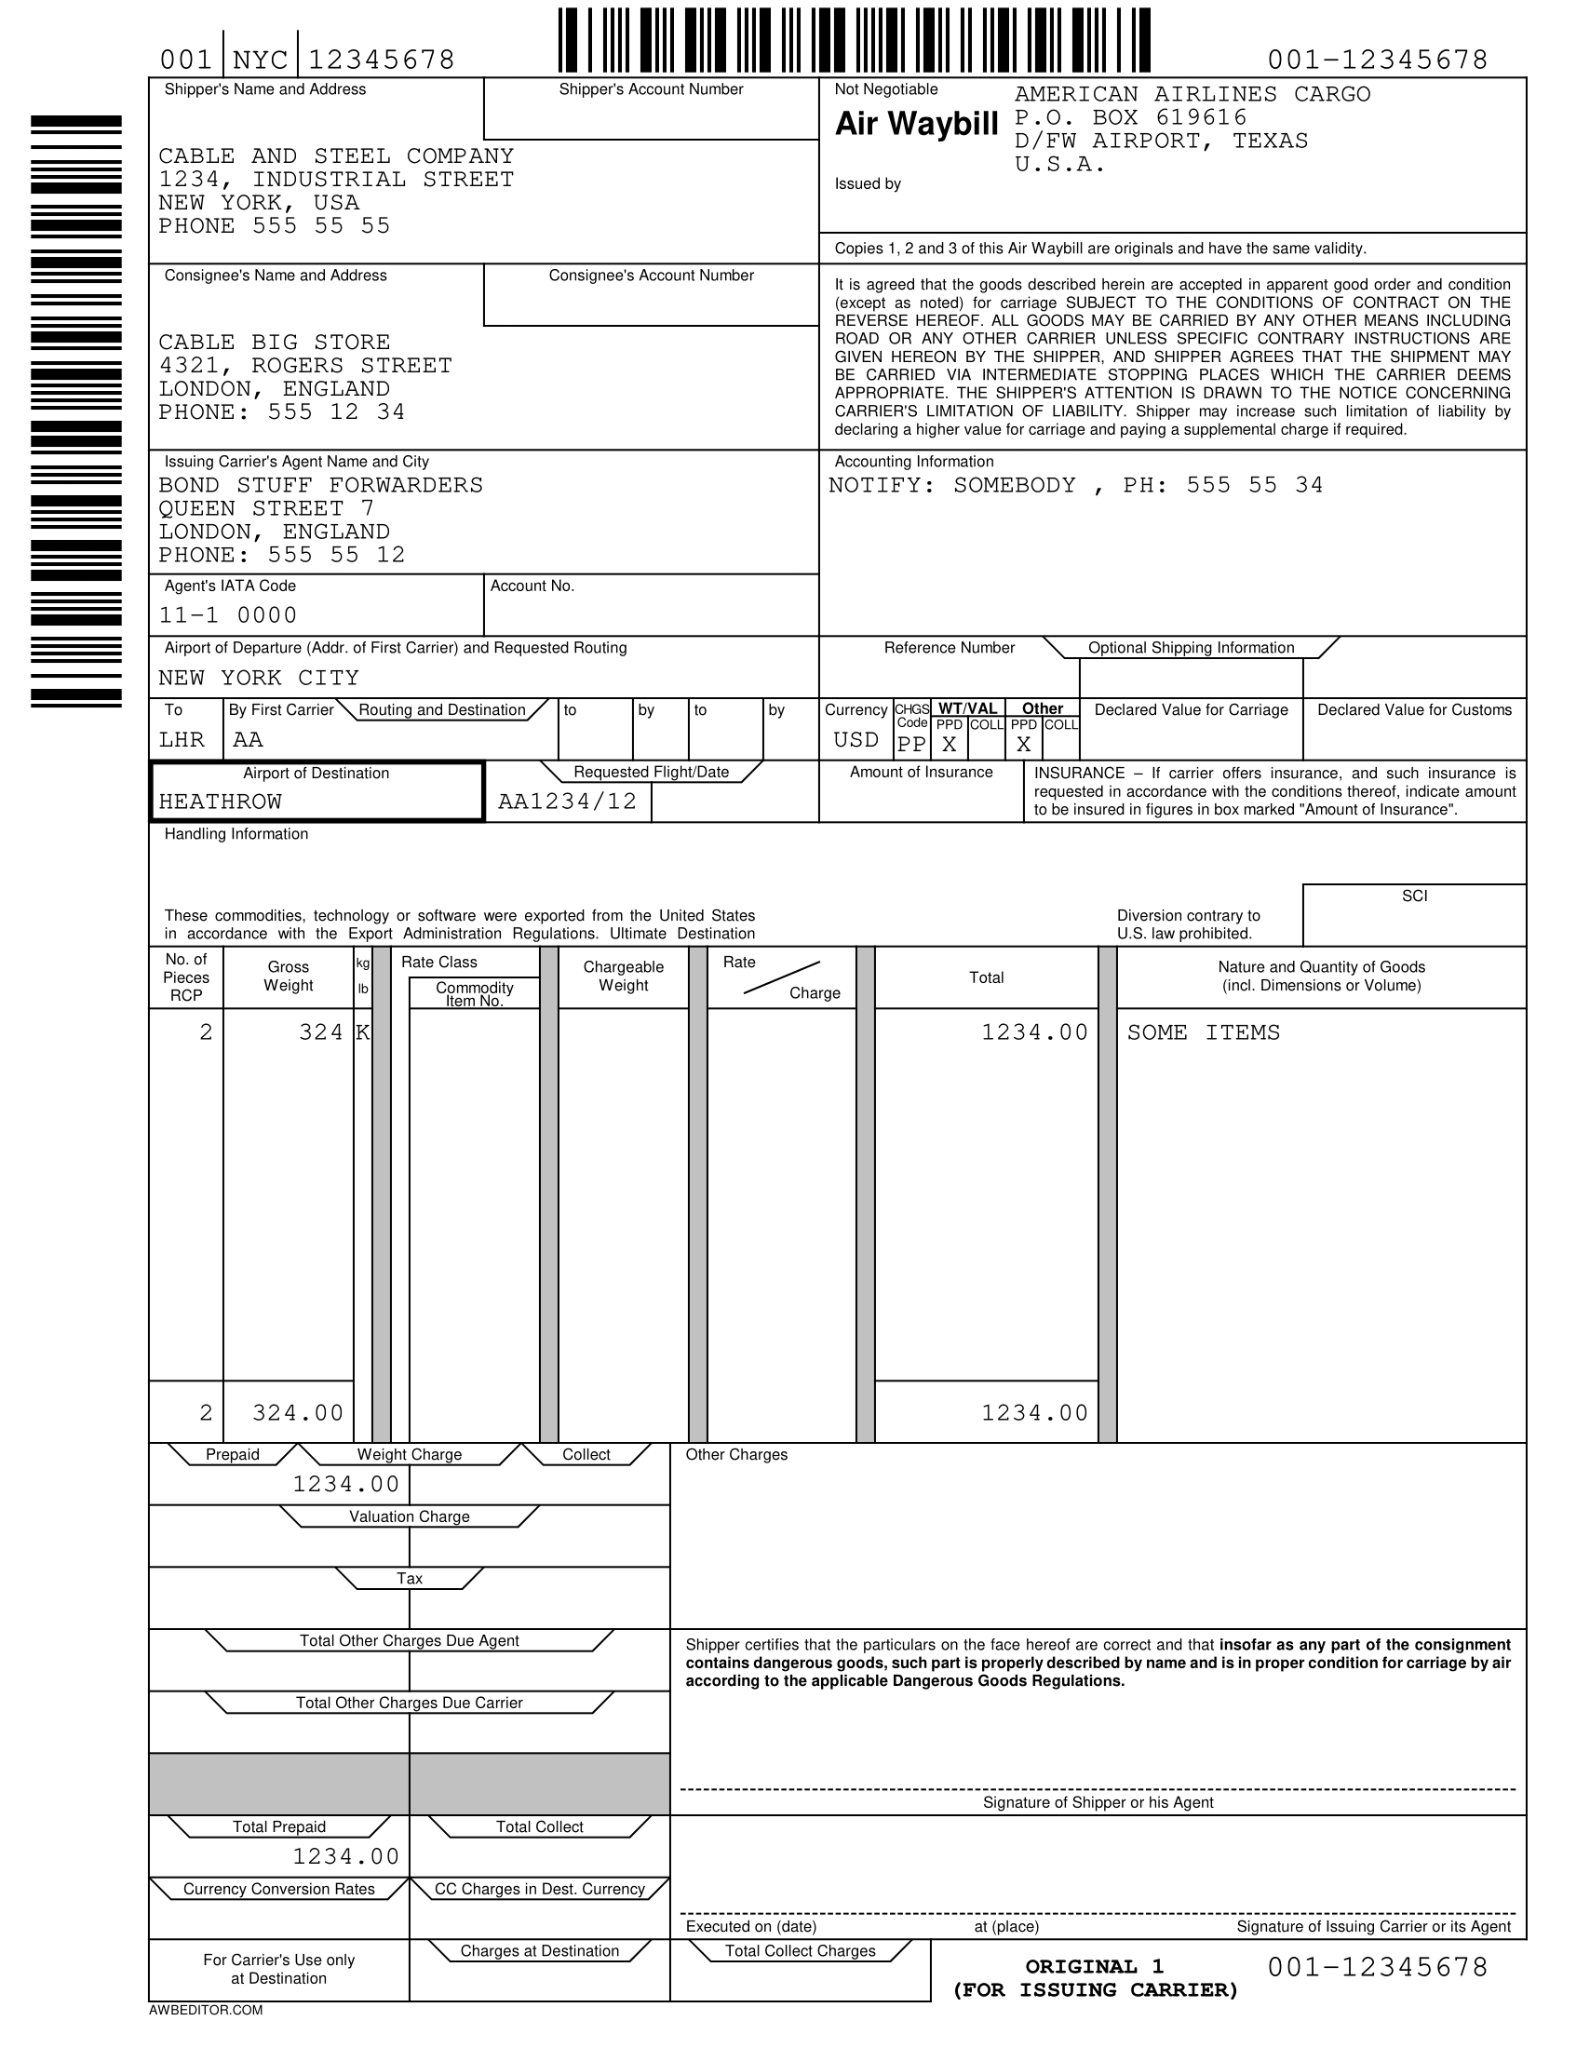 001 NYC 12345678
001-12345678
Shipper's Name and Address
Shipper's Account Number
CABLE AND STEEL COMPANY
1234, INDUSTRIAL STREET
NEW YORK, USA
PHONE 555 55 55
Not Negotiable
Air Waybill
Issued by
AMERICAN AIRLINES CARGO
P.O. BOX 619616
D/FW AIRPORT, TEXAS
U.S.A.
Copies 1, 2 and 3 of this Air Waybill are originals and have the same validity.
Consignee's Name and Address
Consignee's Account Number
CABLE BIG STORE
4321, ROGERS STREET
LONDON, ENGLAND
PHONE: 555 12 34
It is agreed that the goods described herein are accepted in apparent good order and condition
(except as noted) for carriage SUBJECT TO THE CONDITIONS OF CONTRACT ON THE
REVERSE HEREOF. ALL GOODS MAY BE CARRIED BY ANY OTHER MEANS INCLUDING
ROAD OR ANY OTHER CARRIER UNLESS SPECIFIC CONTRARY INSTRUCTIONS ARE
GIVEN HEREON BY THE SHIPPER, AND SHIPPER AGREES THAT THE SHIPMENT MAY
BE CARRIED VIA INTERMEDIATE STOPPING PLACES WHICH THE CARRIER DEEMS
APPROPRIATE. THE SHIPPER'S ATTENTION IS DRAWN TO THE NOTICE CONCERNING
CARRIER'S LIMITATION OF LIABILITY. Shipper may increase such limitation of liability by
declaring a higher value for carriage and paying a supplemental charge if required.
Issuing Carrier's Agent Name and City
BOND STUFF FORWARDERS
QUEEN STREET 7
LONDON, ENGLAND
PHONE: 555 55 12
Accounting Information
NOTIFY: SOMEBODY , PH: 555 55 34
Agent's IATA Code
11-1 0000
Account No.
Airport of Departure (Addr. of First Carrier) and Requested Routing
NEW YORK CITY
Reference Number
Optional Shipping Information
To
LHR
By First Carrier
AA
Routing and Destination
to
by
to
by
Currency
USD
CHGS
Code
PP
WT/VAL
PPD COLL
X
Other
PPD COLL
X
Declared Value for Carriage
Declared Value for Customs
Airport of Destination
HEATHROW
Requested Flight/Date
AA1234/12
Amount of Insurance
INSURANCE – If carrier offers insurance, and such insurance is
requested in accordance with the conditions thereof, indicate amount
to be insured in figures in box marked "Amount of Insurance".
Handling Information
These commodities, technology or software were exported from the United States
in accordance with the Export Administration Regulations. Ultimate Destination
Diversion contrary to
U.S. law prohibited.
SCI
No. of
Pieces
RCP
Gross
Weight
kg
lb
Rate Class
Commodity
Item No.
Chargeable
Weight
Rate
Charge
Total
Nature and Quantity of Goods
(incl. Dimensions or Volume)
2 324 K 1234.00 SOME ITEMS
2 324.00 1234.00
Prepaid
Weight Charge
Collect
1234.00
Other Charges
Valuation Charge
Tax
Total Other Charges Due Agent
Total Other Charges Due Carrier
Shipper certifies that the particulars on the face hereof are correct and that insofar as any part of the consignment
contains dangerous goods, such part is properly described by name and is in proper condition for carriage by air
according to the applicable Dangerous Goods Regulations.
Signature of Shipper or his Agent
Total Prepaid
1234.00
Total Collect
Currency Conversion Rates
CC Charges in Dest. Currency
Executed on (date)
at (place)
Signature of Issuing Carrier or its Agent
For Carrier's Use only
at Destination
Charges at Destination
Total Collect Charges
ORIGINAL 1
(FOR ISSUING CARRIER)
001-12345678
AWBEDITOR.COM